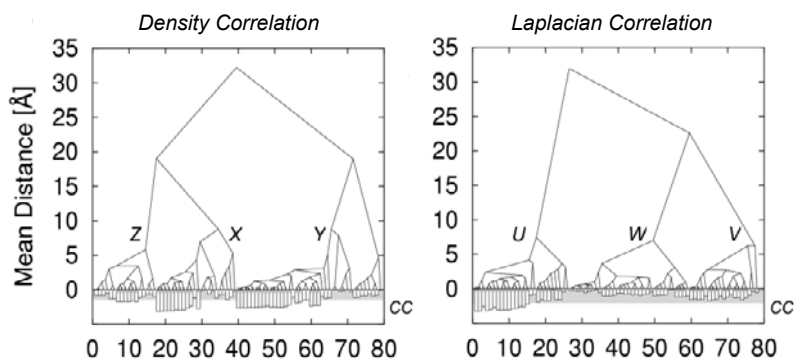 Density Correlation
Laplacian Correlation
Mean Distance [Å]
35
30
25
20
15
10
5
0
Z
X
Y
CC
0 10 20 30 40 50 60 70 80
35
30
25
20
15
10
5
0
U
W
V
CC
0 10 20 30 40 50 60 70 80